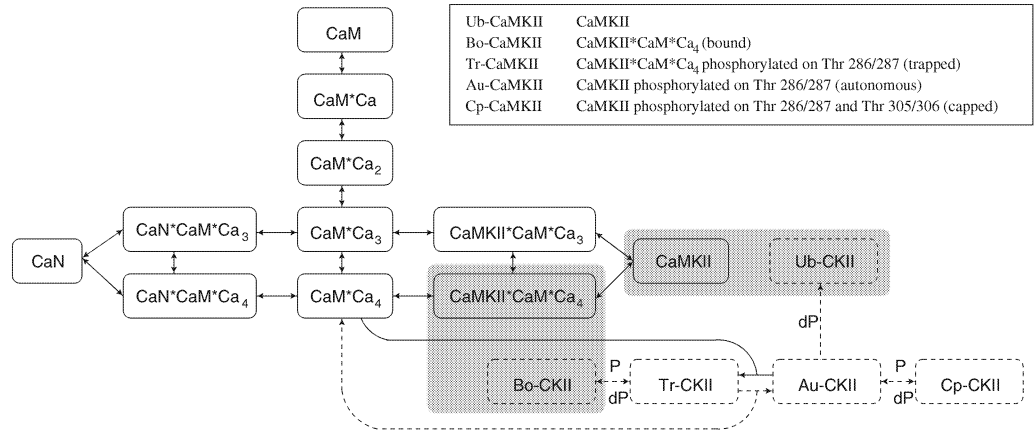 Ub-CaMKII CaMKII
Bo-CaMKII CaMKII*CaM*Ca4 (bound)
Tr-CaMKII CaMKII*CaM*Ca4 phosphorylated on Thr 286/287 (trapped)
Au-CaMKII CaMKII phosphorylated on Thr 286/287 (autonomous)
Cp-CaMKII CaMKII phosphorylated on Thr 286/287 and Thr 305/306 (capped)
CaM
CaM*Ca
CaM*Ca2
CaN*CaM*Ca3 CaM*Ca3 CaMKII*CaM*Ca3
CaN CaMKII Ub-CKII
CaN*CaM*Ca4 CaM*Ca4 CaMKII*CaM*Ca4
dP
P P
Bo-CKII Tr-CKII Au-CKII Cp-CKII
dP dP